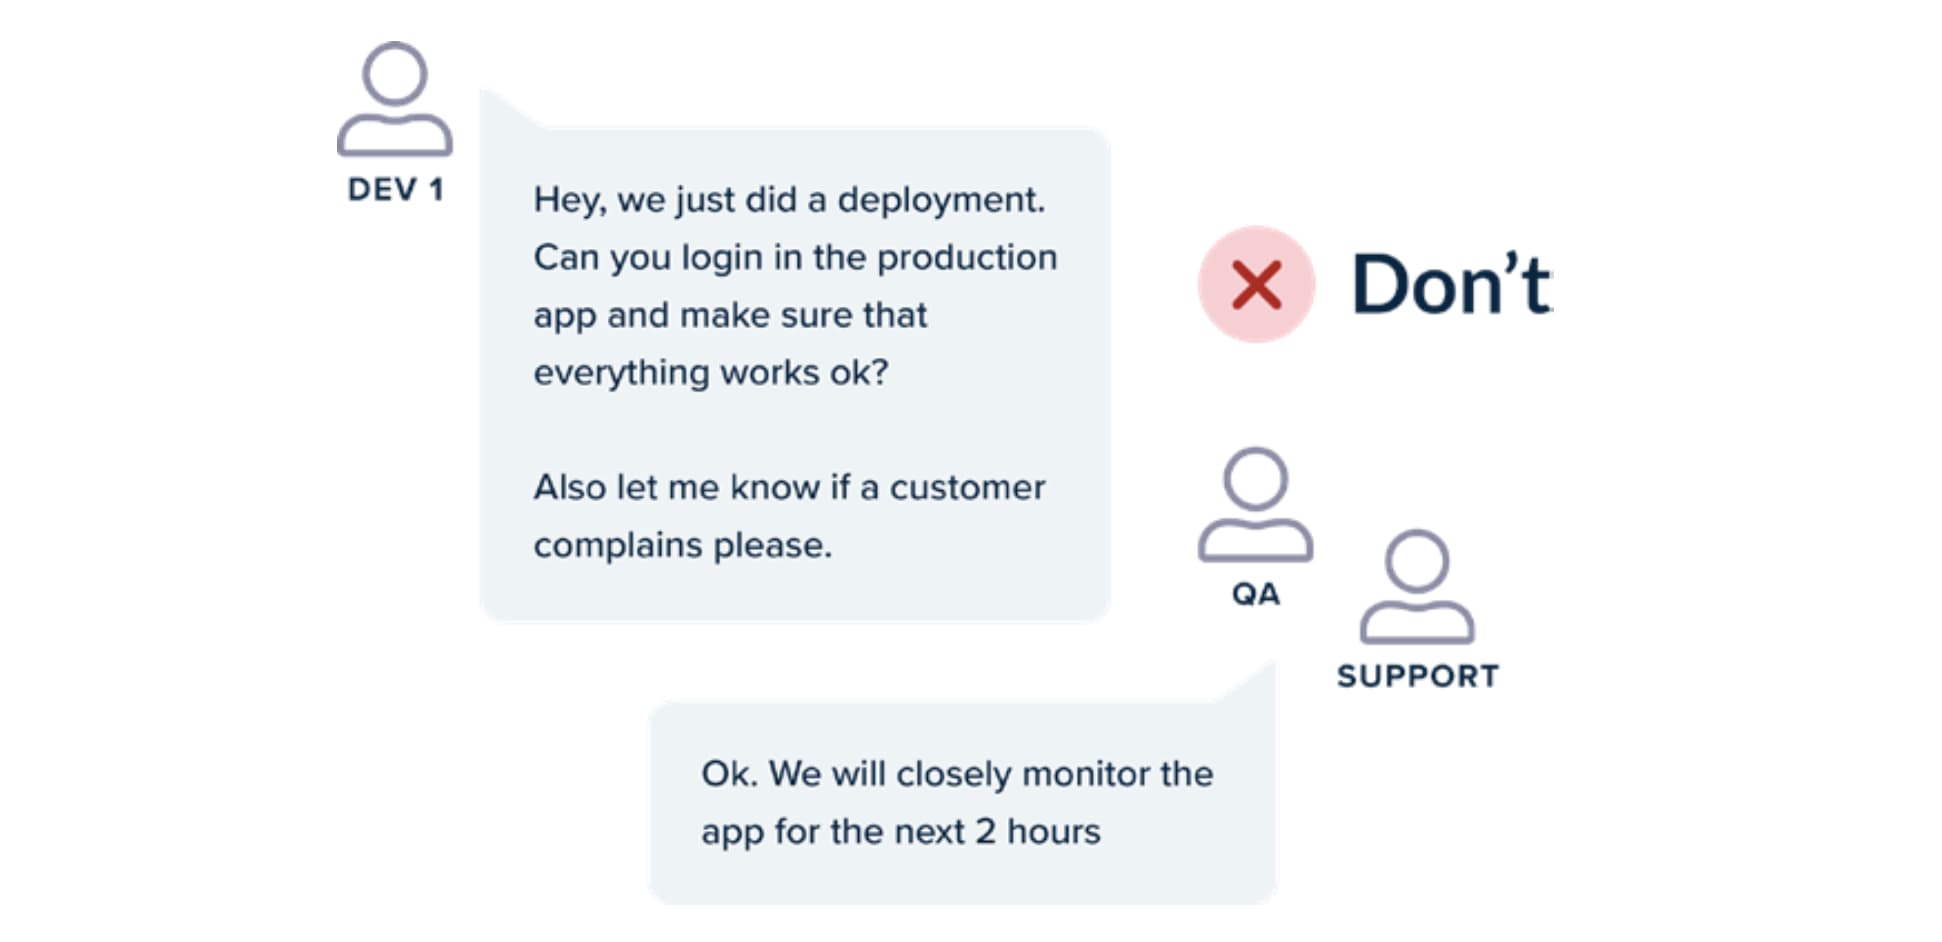 DEV 1
Hey, we just did a deployment.
Can you login in the production
app and make sure that
everything works ok?
Also let me know if a customer
complains please.
Don't
QA
SUPPORT
Ok. We will closely monitor the
app for the next 2 hours